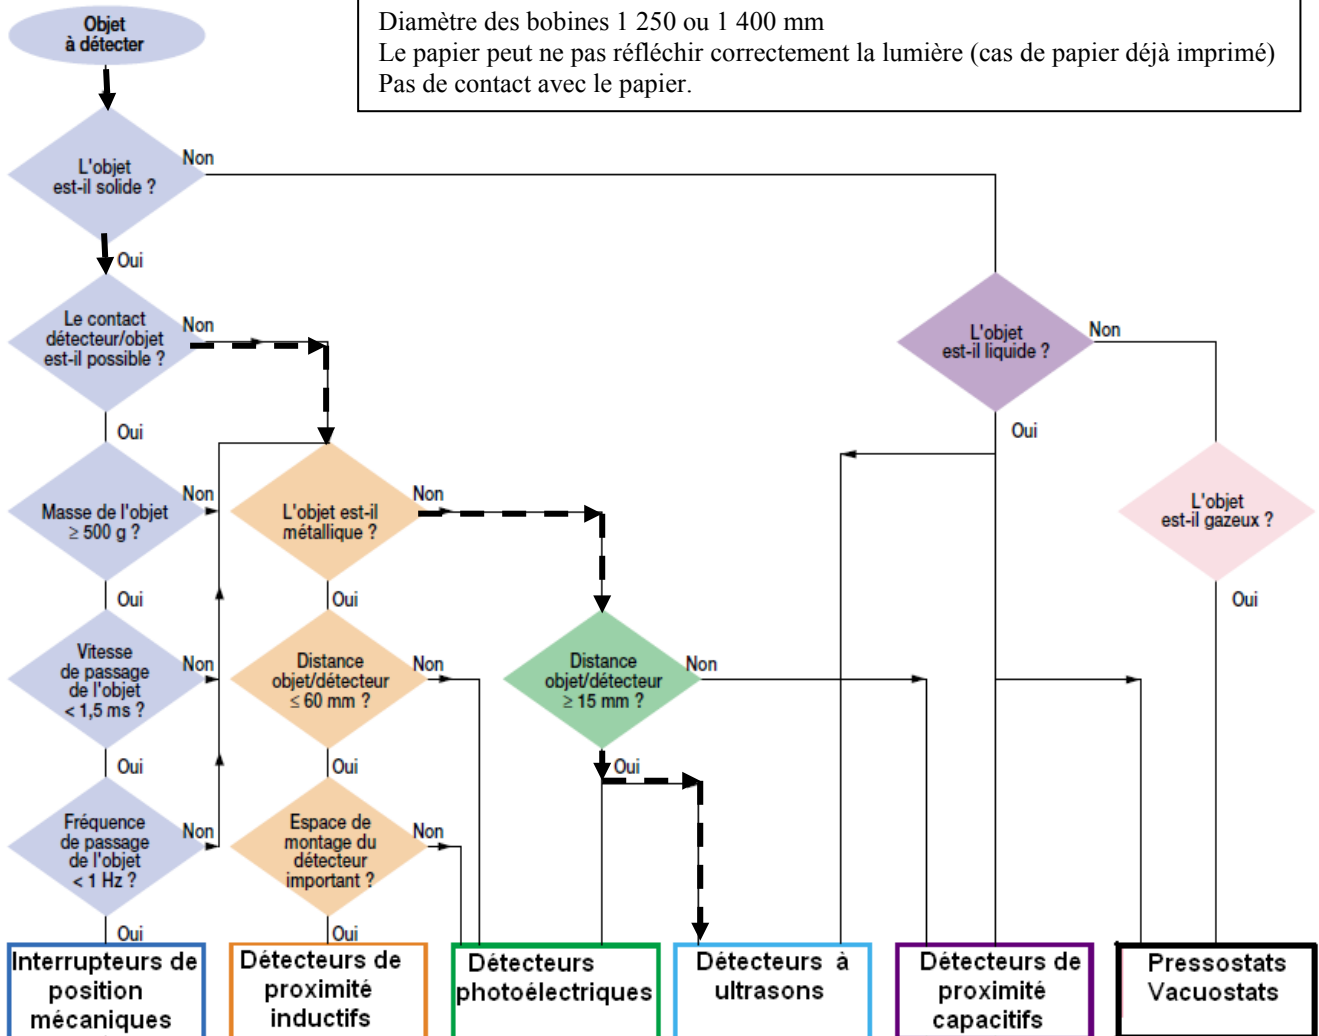 Objet
à détecter
Diamètre des bobines 1 250 ou 1 400 mm
Le papier peut ne pas réfléchir correctement la lumière (cas de papier déjà imprimé)
Pas de contact avec le papier.
L'objet
est-il solide ?
Non
Oui
Le contact
détecteur/objet
est-il possible ?
Non
Oui
L'objet
est-il liquide ?
Non
Oui
Masse de l'objet
≥ 500 g ?
Non
Oui
L'objet est-il
métallique ?
Non
Oui
L'objet
est-il gazeux ?
Oui
Vitesse
de passage
de l'objet
< 1,5 ms ?
Non
Oui
Distance
objet/détecteur
≤ 60 mm ?
Non
Oui
Distance
objet/détecteur
≥ 15 mm ?
Non
Oui
Fréquence
de passage
de l'objet
< 1 Hz ?
Non
Oui
Espace de
montage du
détecteur
important ?
Non
Oui
Interrupteurs de
position
mécaniques
Détecteurs de
proximité
inductifs
Détecteurs
photoélectriques
Détecteurs à
ultrasons
Détecteurs de
proximité
capacitifs
Pressostats
Vacuostats